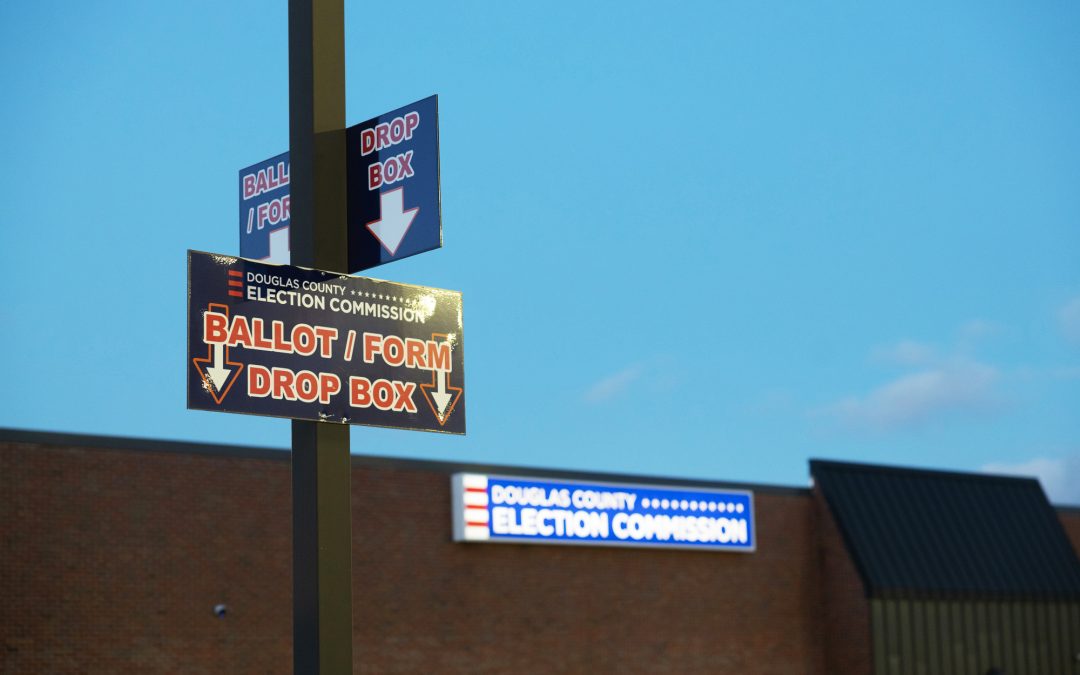 DROP
BOX
BALL
/ FOR
DOUGLAS COUNTY
ELECTION COMMISSION
BALLOT / FORM
DROP BOX
DOUGLAS COUNTY
ELECTION COMMISSION